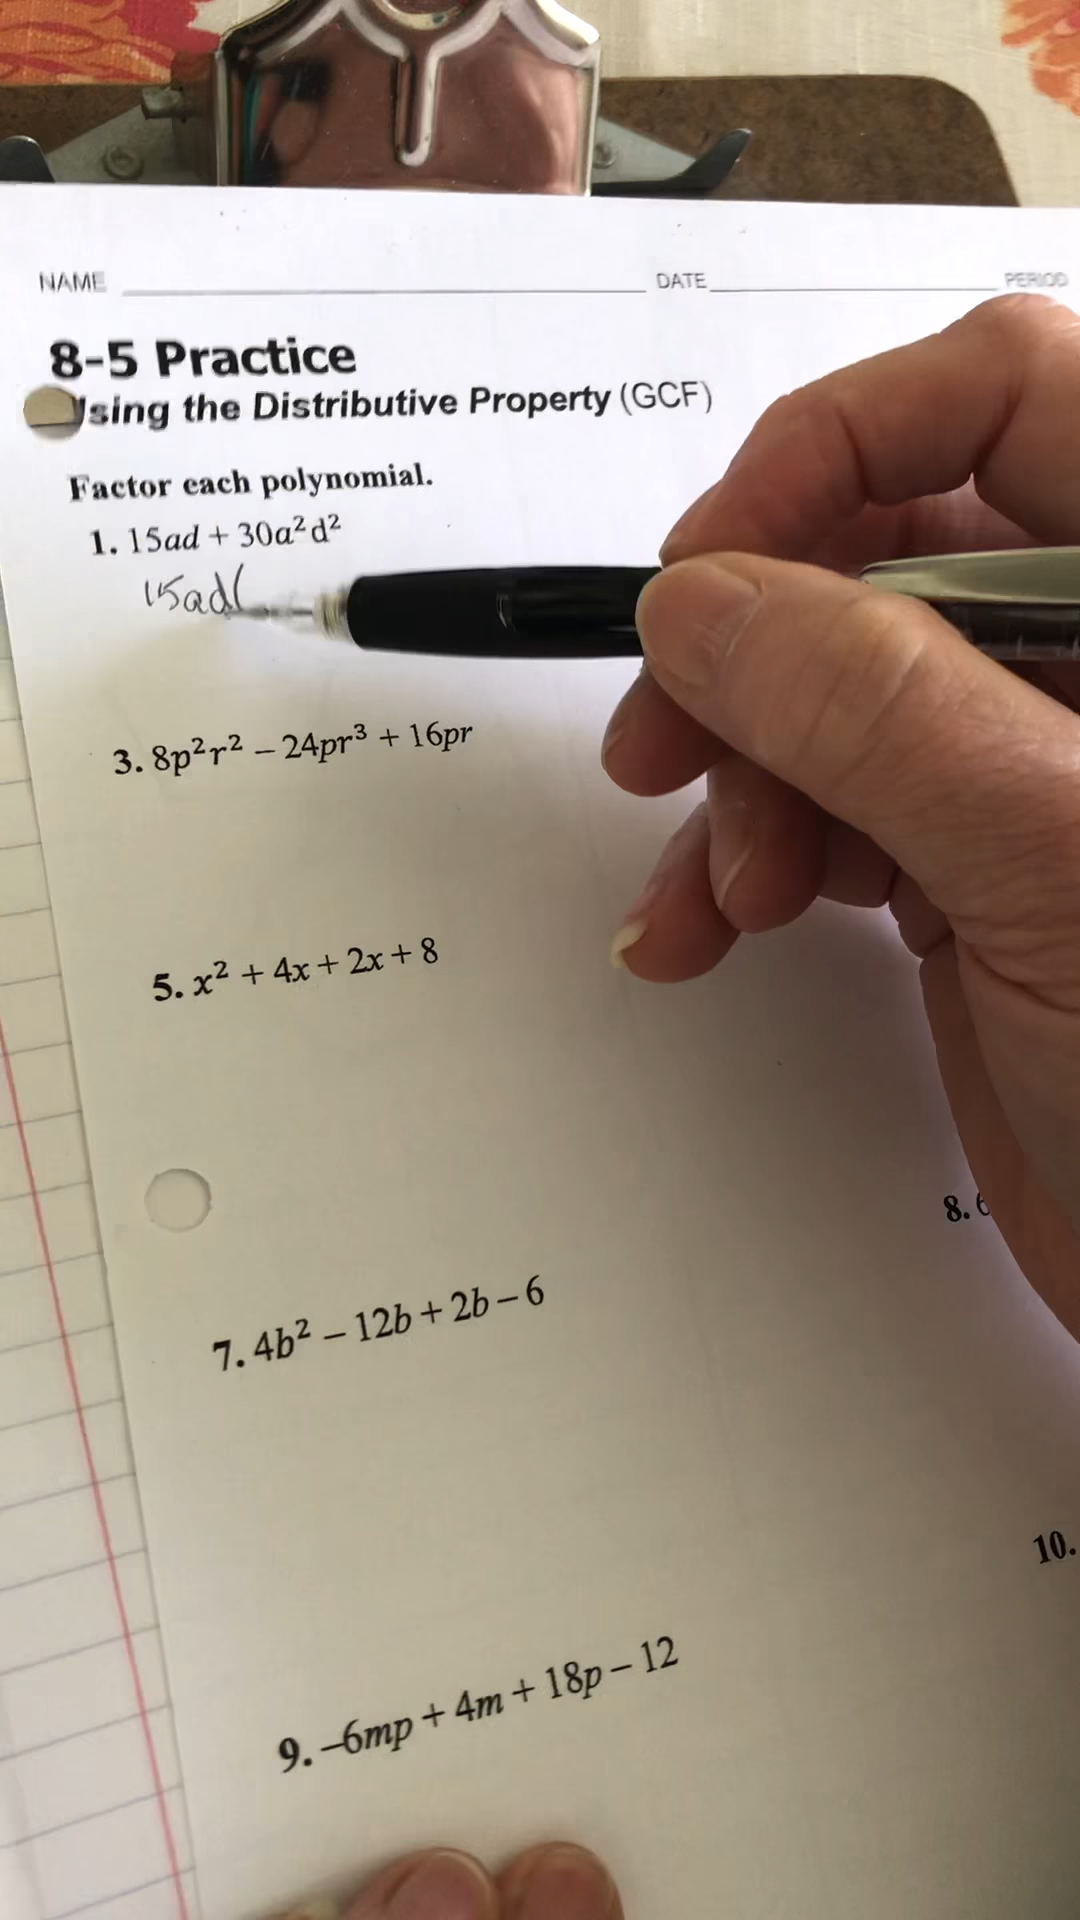 NAME DATE PERIOD
8-5 Practice
Using the Distributive Property (GCF)
Factor each polynomial.
1. 15ad + 30a²d²
15ad(
3. 8p²r² – 24pr³ + 16pr
5. x² + 4x + 2x + 8
8. 6
7. 4b² – 12b + 2b – 6
10.
9. –6mp + 4m + 18p – 12